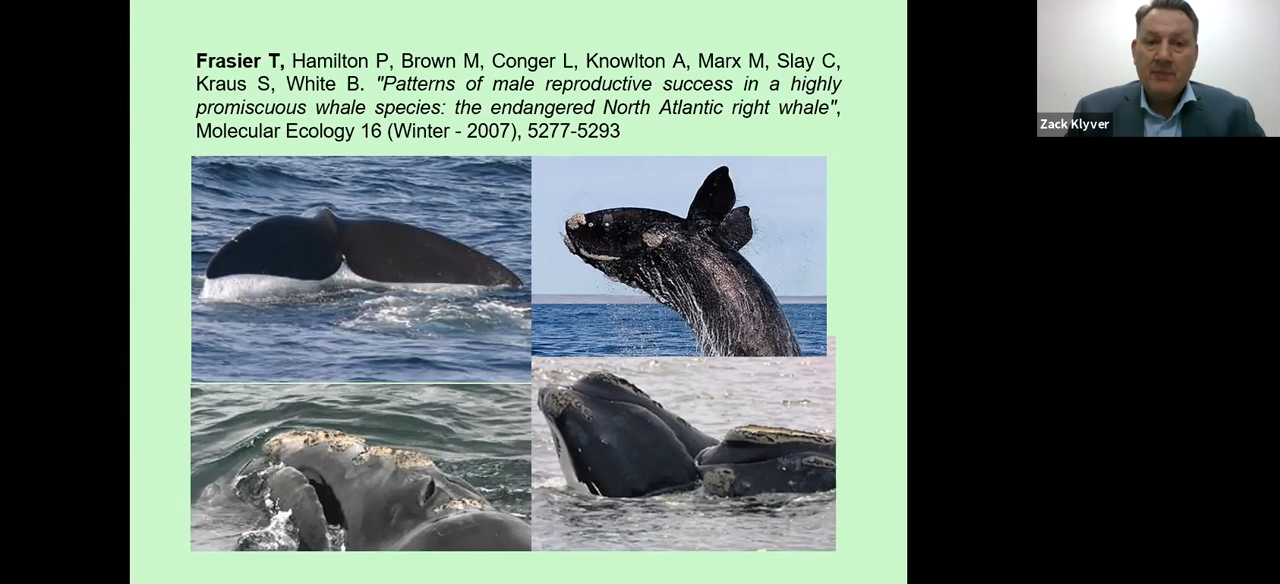 Frasier T, Hamilton P, Brown M, Conger L, Knowlton A, Marx M, Slay C,
Kraus S, White B. "Patterns of male reproductive success in a highly
promiscuous whale species: the endangered North Atlantic right whale",
Molecular Ecology 16 (Winter - 2007), 5277-5293
Zack Klyver